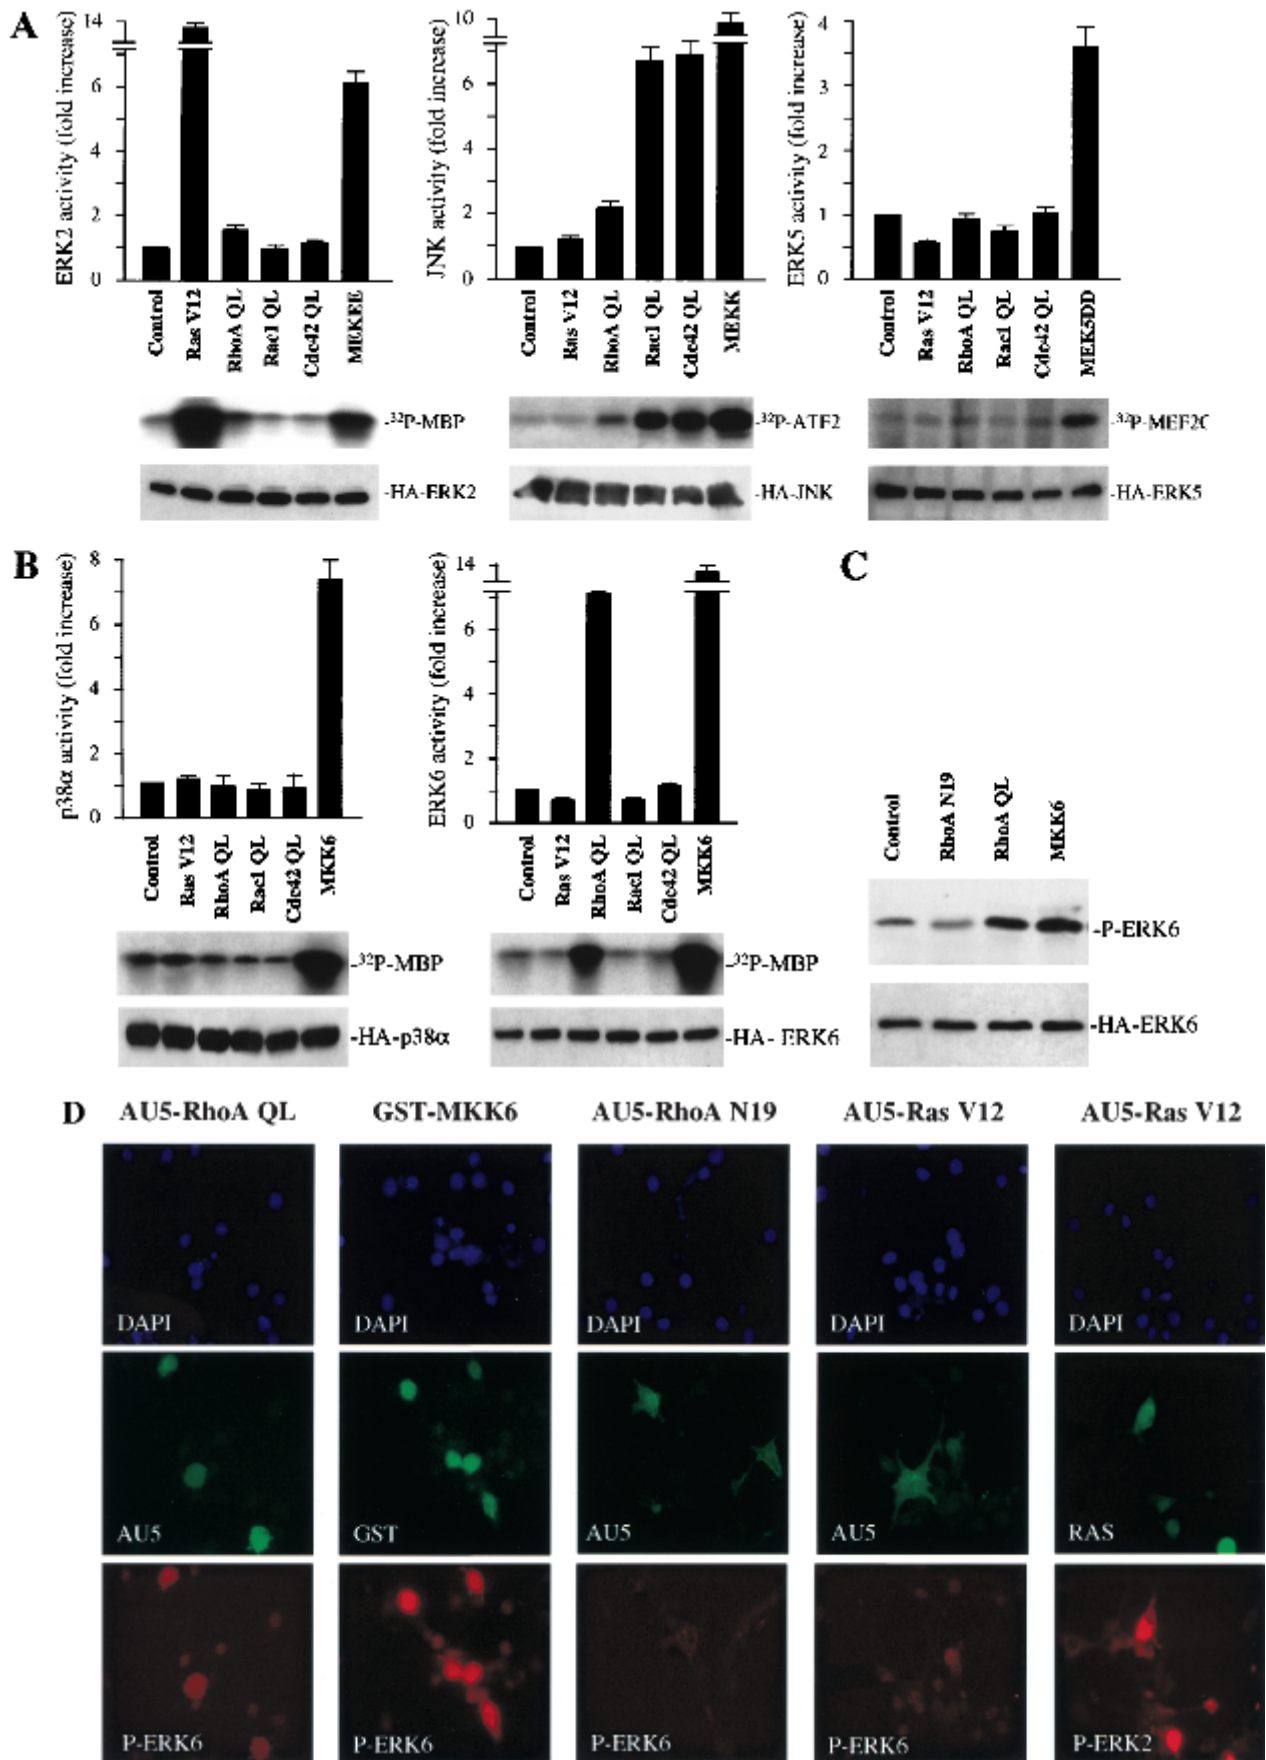 A
ERK2 activity (fold increase)
14
6
4
2
0
Control
Ras V12
RhoA QL
Rac1 QL
Cdc42 QL
MEKEE
-³²P-MBP
-HA-ERK2
JNK activity (fold increase)
10
6
4
2
0
Control
Ras V12
RhoA QL
Rac1 QL
Cdc42 QL
MEKK
-³²P-ATF2
-HA-JNK
ERK5 activity (fold increase)
4
3
2
1
0
Control
Ras V12
RhoA QL
Rac1 QL
Cdc42 QL
MEK5DD
-³²P-MEF2C
-HA-ERK5
B
p38α activity (fold increase)
8
6
4
2
0
Control
Ras V12
RhoA QL
Rac1 QL
Cdc42 QL
MKK6
-³²P-MBP
-HA-p38α
ERK6 activity (fold increase)
14
6
4
2
0
Control
Ras V12
RhoA QL
Rac1 QL
Cdc42 QL
MKK6
-³²P-MBP
-HA- ERK6
C
Control
RhoA N19
RhoA QL
MKK6
-P-ERK6
-HA-ERK6
D
AU5-RhoA QL
GST-MKK6
AU5-RhoA N19
AU5-Ras V12
AU5-Ras V12
DAPI
DAPI
DAPI
DAPI
DAPI
AU5
GST
AU5
AU5
RAS
P-ERK6
P-ERK6
P-ERK6
P-ERK6
P-ERK2